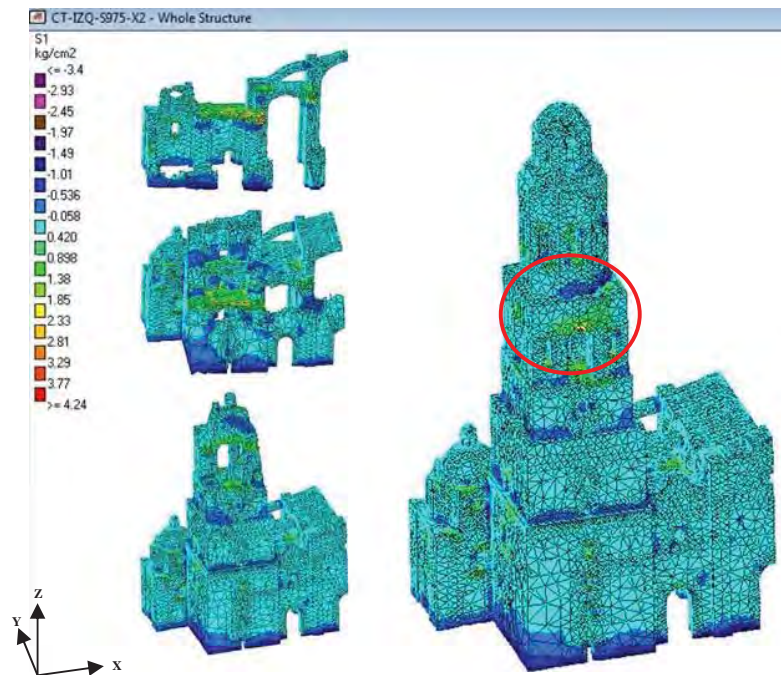 CT-IZQ-S975-X2 - Whole Structure
S1
kg/cm2
<= -3.4
-2.93
-2.45
-1.97
-1.49
-1.01
-0.536
-0.058
0.420
0.898
1.38
1.85
2.33
2.81
3.29
3.77
>= 4.24
Z
Y
X